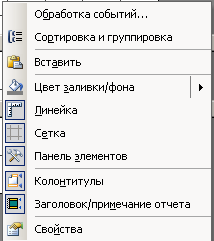 Обработка событий...
Сортировка и группировка
Вставить
Цвет заливки/фона
Линейка
Сетка
Панель элементов
Колонтитулы
Заголовок/примечание отчета
Свойства